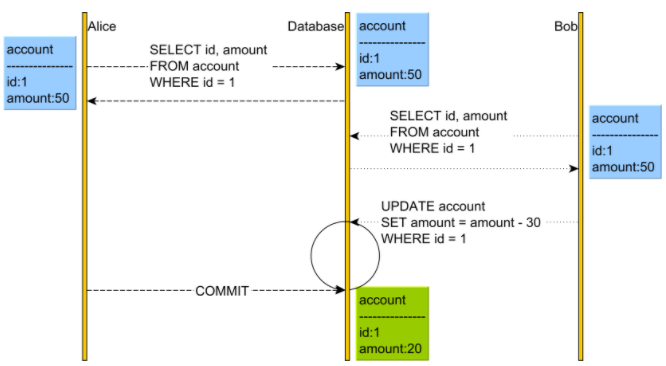 Alice
Database
Bob
account
---------------
id:1
amount:50
SELECT id, amount
FROM account
WHERE id = 1
account
---------------
id:1
amount:50
SELECT id, amount
FROM account
WHERE id = 1
account
---------------
id:1
amount:50
UPDATE account
SET amount = amount - 30
WHERE id = 1
COMMIT
account
---------------
id:1
amount:20